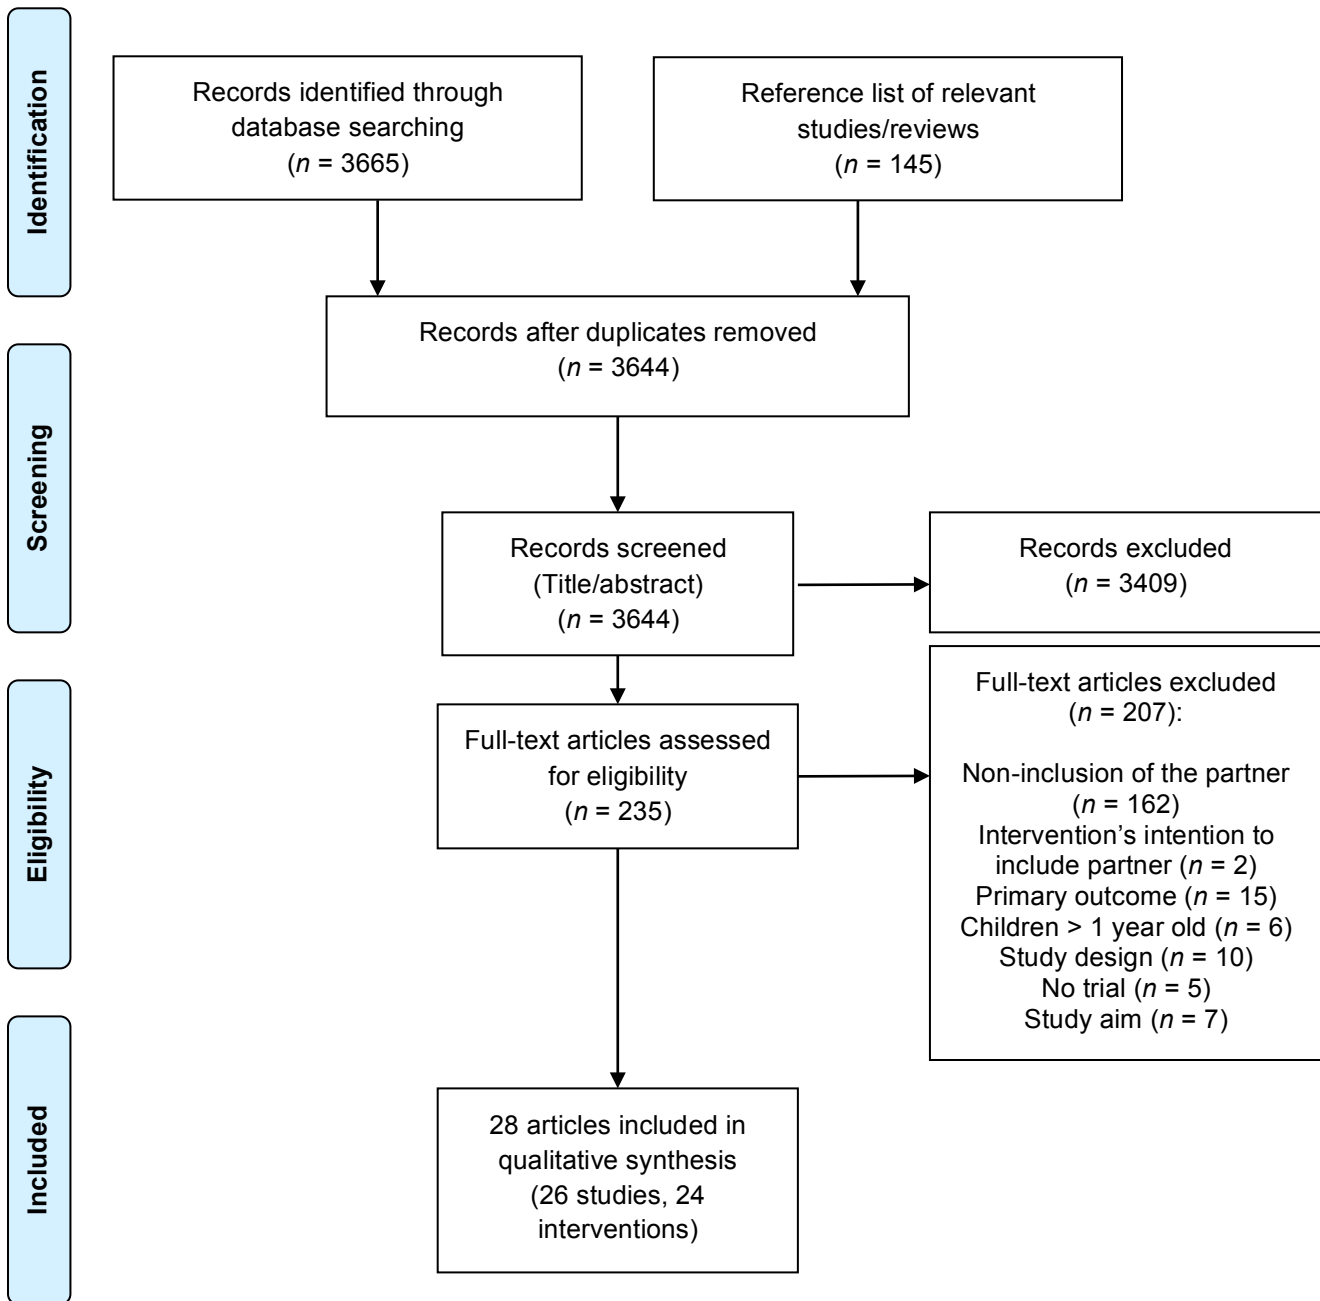 Identification
Records identified through
database searching
(n = 3665)
Reference list of relevant
studies/reviews
(n = 145)
Records after duplicates removed
(n = 3644)
Screening
Records screened
(Title/abstract)
(n = 3644)
Records excluded
(n = 3409)
Eligibility
Full-text articles assessed
for eligibility
(n = 235)
Full-text articles excluded
(n = 207):
Non-inclusion of the partner
(n = 162)
Intervention’s intention to
include partner (n = 2)
Primary outcome (n = 15)
Children > 1 year old (n = 6)
Study design (n = 10)
No trial (n = 5)
Study aim (n = 7)
Included
28 articles included in
qualitative synthesis
(26 studies, 24
interventions)